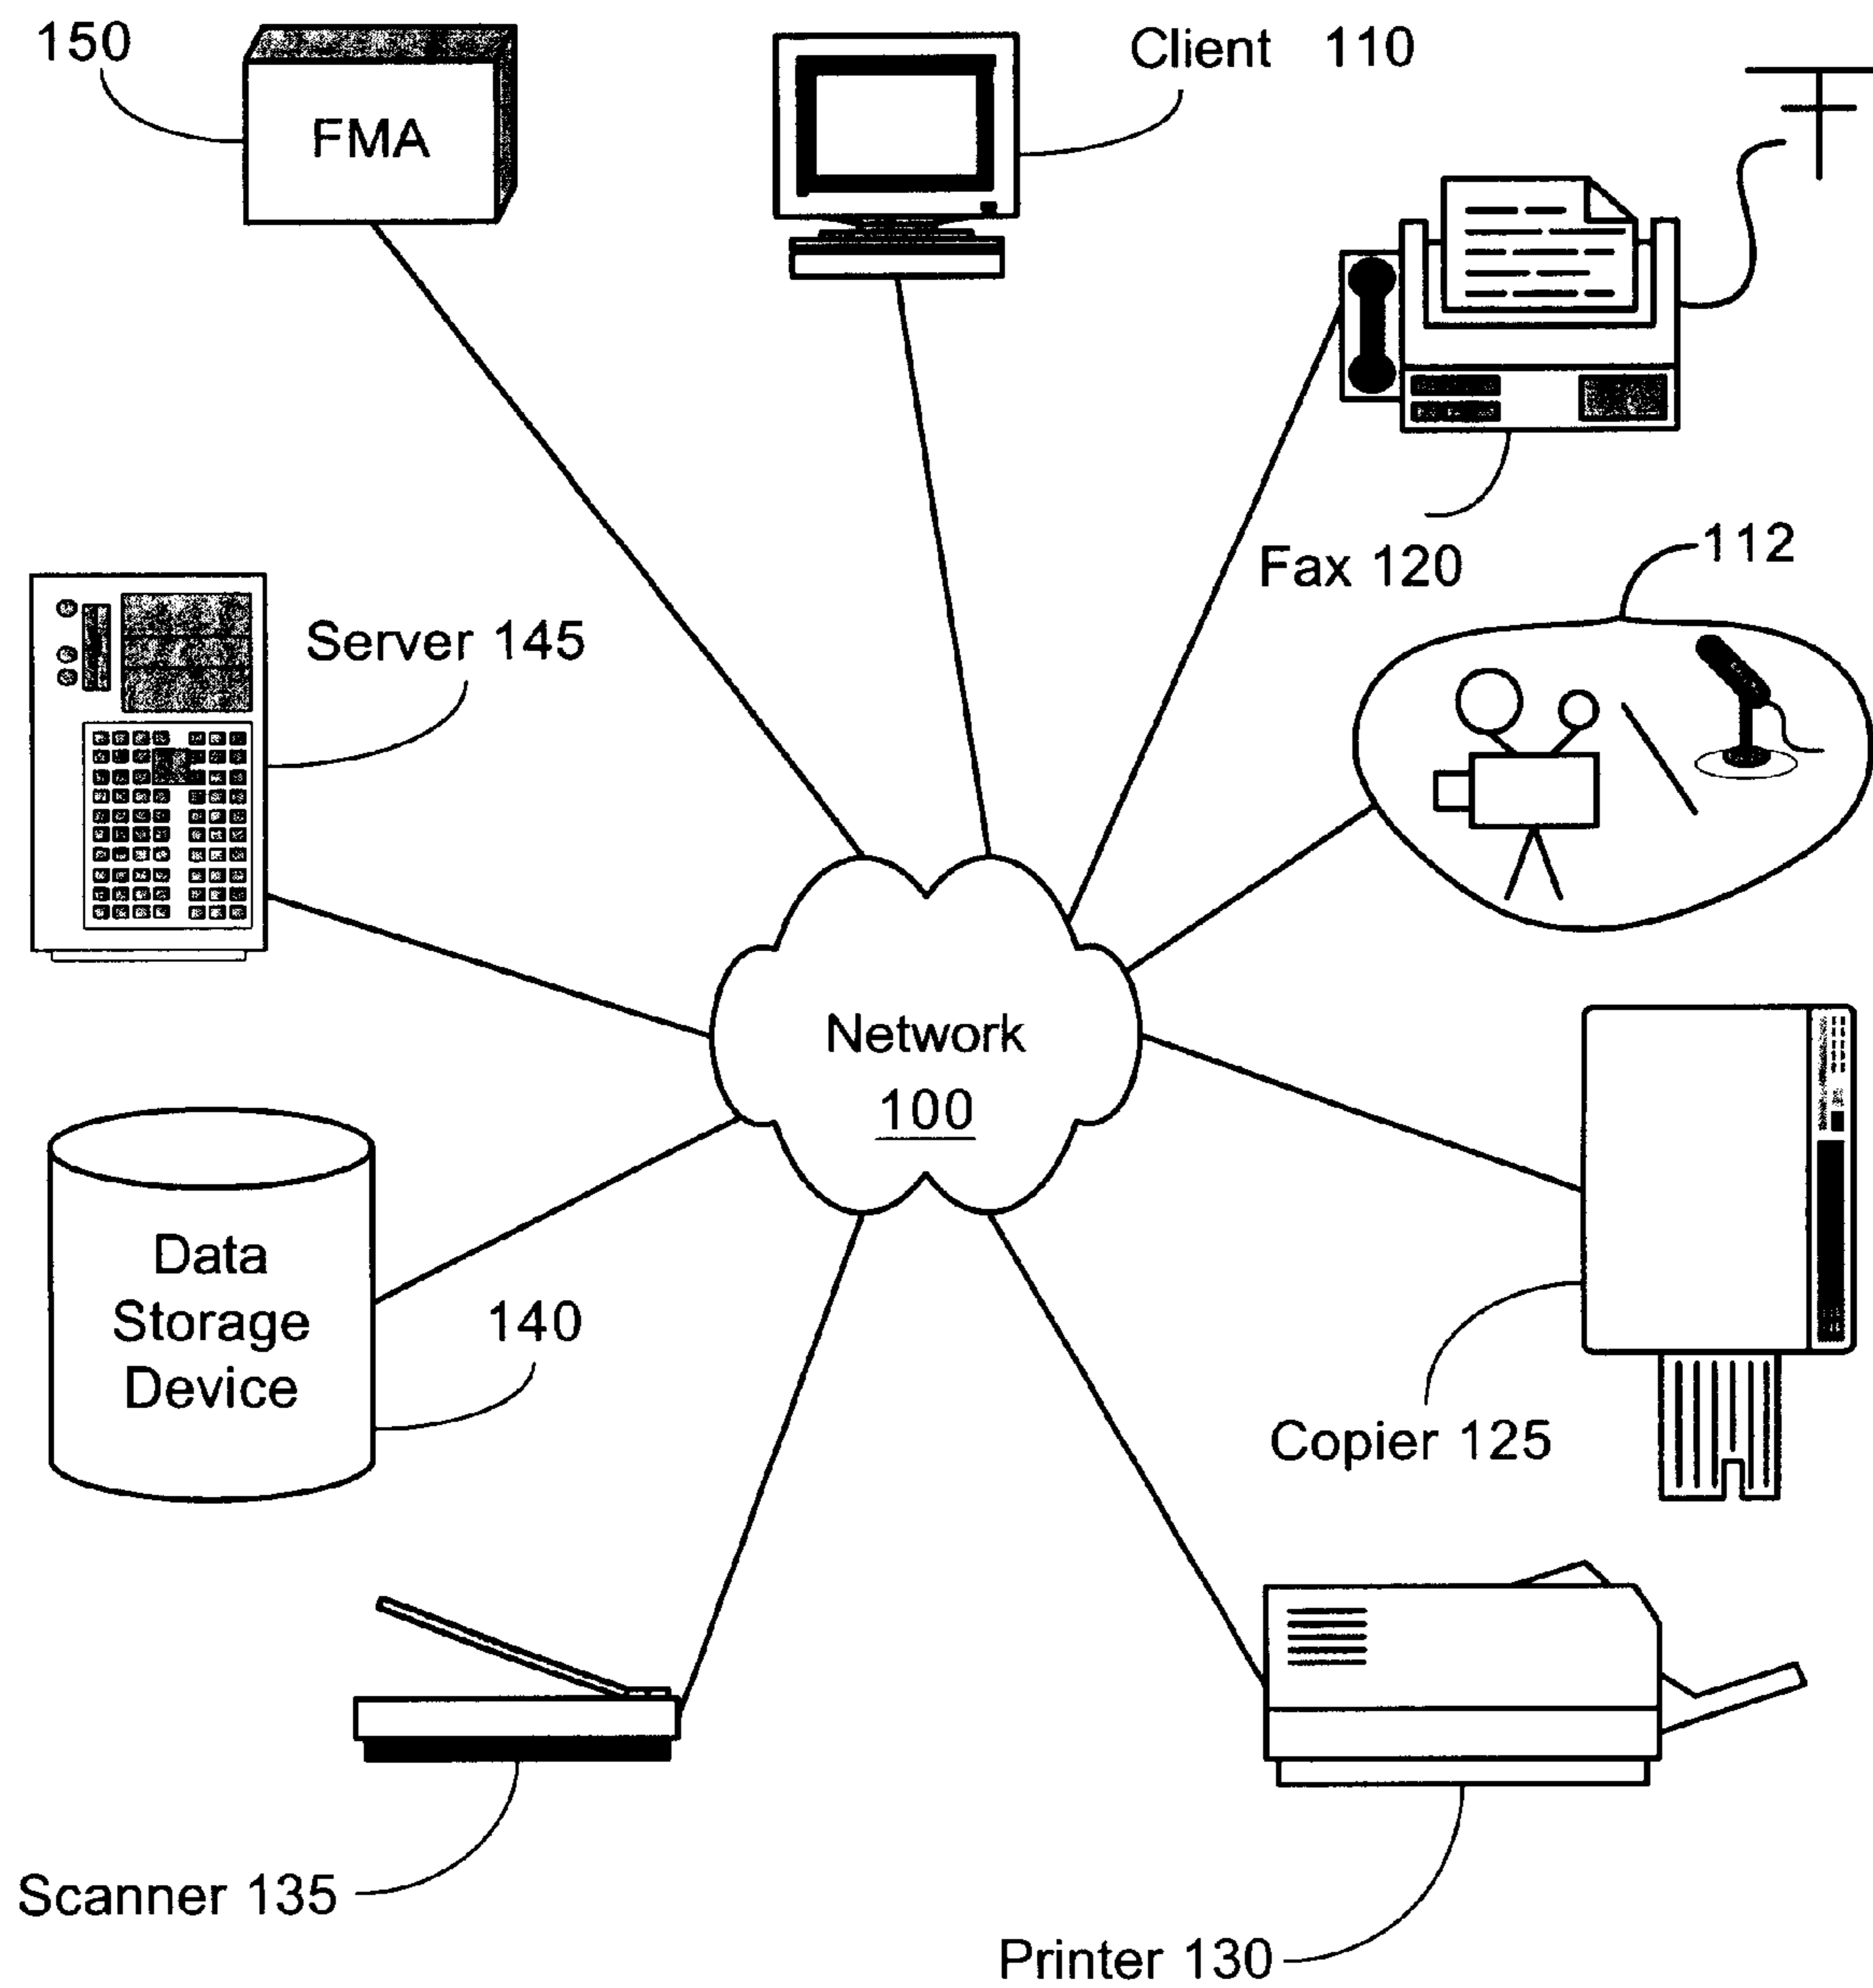 150
FMA
Client 110
Fax 120
112
Server 145
Network
100
Data
Storage
Device
140
Copier 125
Scanner 135
Printer 130